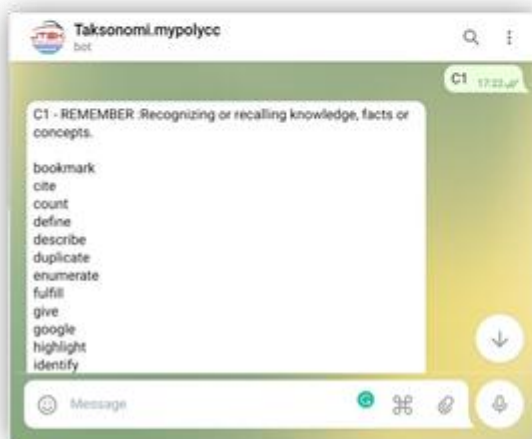 JTEK
Taksonomi.mypolycc
bot
C1 17:22
C1 - REMEMBER :Recognizing or recalling knowledge, facts or
concepts.
bookmark
cite
count
define
describe
duplicate
enumerate
fulfill
give
google
highlight
identify
Message